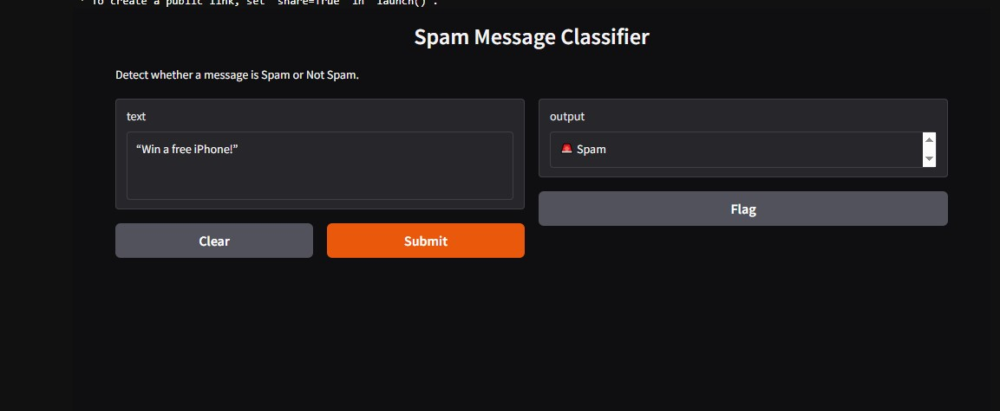 * To create a public link, set `share=True` in `launch()`.
Spam Message Classifier
Detect whether a message is Spam or Not Spam.
text
“Win a free iPhone!”
output
🚨 Spam
Flag
Clear
Submit